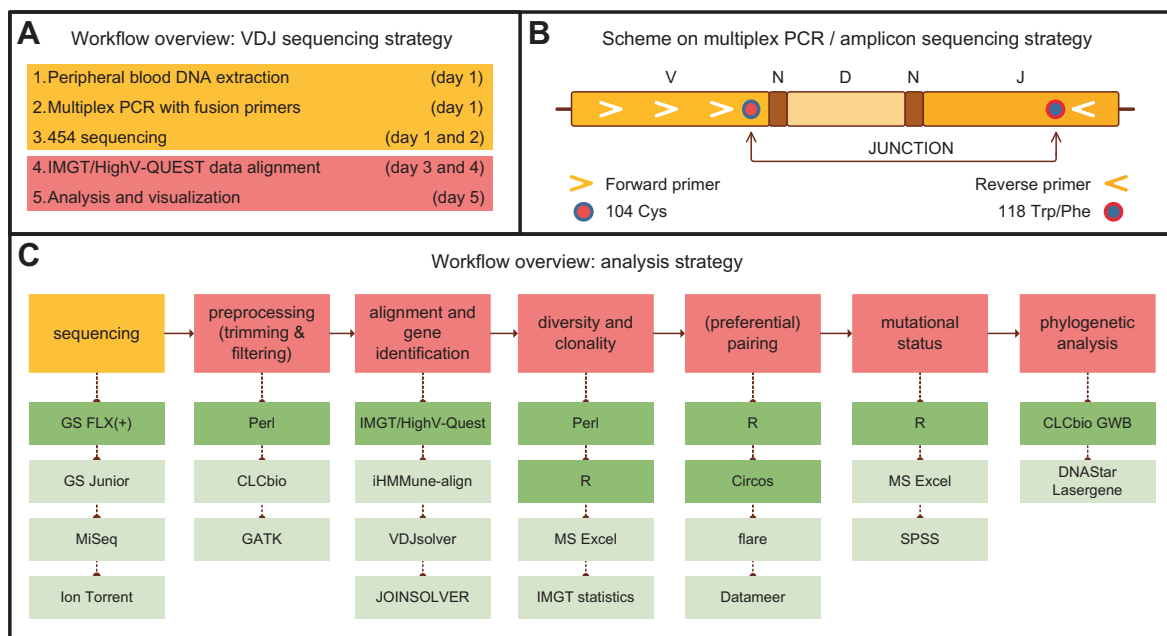 A
Workflow overview: VDJ sequencing strategy
1.Peripheral blood DNA extraction (day 1)
2.Multiplex PCR with fusion primers (day 1)
3.454 sequencing (day 1 and 2)
4.IMGT/HighV-QUEST data alignment (day 3 and 4)
5.Analysis and visualization (day 5)
B
Scheme on multiplex PCR / amplicon sequencing strategy
V N D N J
JUNCTION
Forward primer Reverse primer
104 Cys 118 Trp/Phe
C
Workflow overview: analysis strategy
sequencing
preprocessing
(trimming &
filtering)
alignment and
gene
identification
diversity and
clonality
(preferential)
pairing
mutational
status
phylogenetic
analysis
GS FLX(+)
GS Junior
MiSeq
Ion Torrent
Perl
CLCbio
GATK
IMGT/HighV-Quest
iHMMune-align
VDJsolver
JOINSOLVER
Perl
R
MS Excel
IMGT statistics
R
Circos
flare
Datameer
R
MS Excel
SPSS
CLCbio GWB
DNAStar
Lasergene